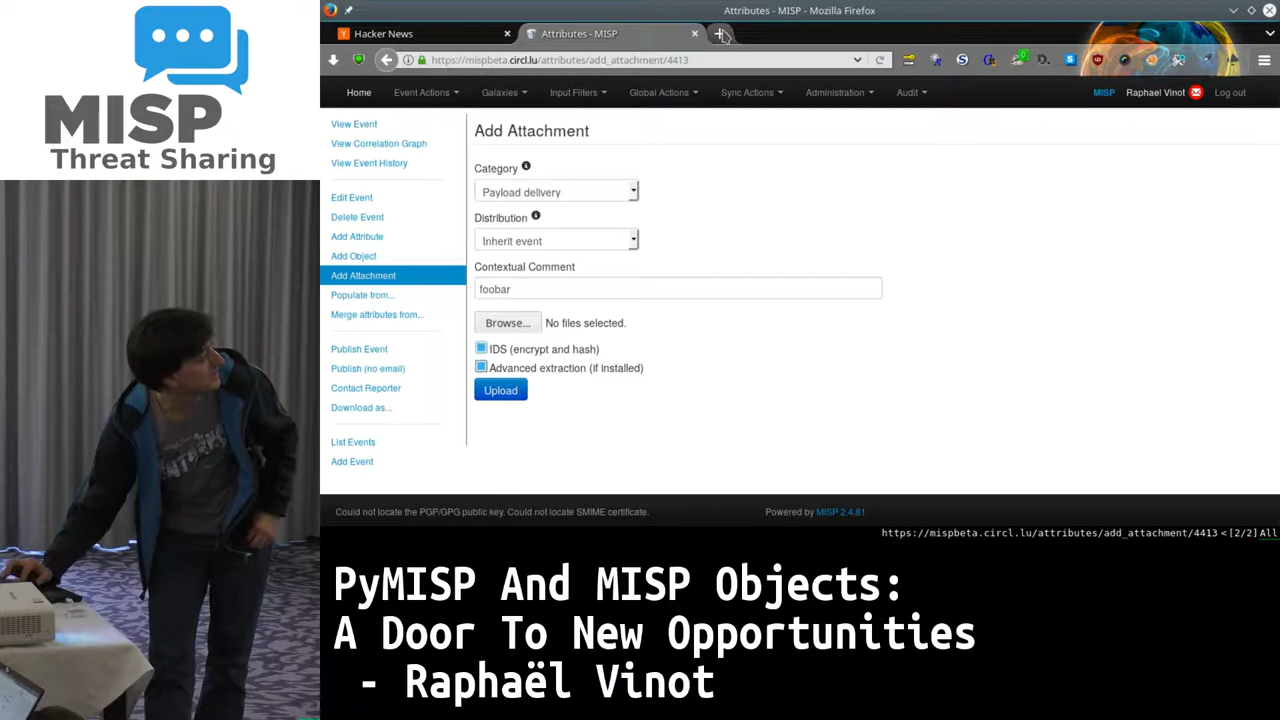 MISP
Threat Sharing
Attributes - MISP - Mozilla Firefox
Hacker News
Attributes - MISP
https://mispbeta.circl.lu/attributes/add_attachment/4413
Home
Event Actions
Galaxies
Input Filters
Global Actions
Sync Actions
Administration
Audit
MISP
Raphael Vinot
Log out
View Event
View Correlation Graph
View Event History
Edit Event
Delete Event
Add Attribute
Add Object
Add Attachment
Populate from...
Merge attributes from...
Publish Event
Publish (no email)
Contact Reporter
Download as...
List Events
Add Event
Add Attachment
Category
Payload delivery
Distribution
Inherit event
Contextual Comment
foobar
Browse... No files selected.
IDS (encrypt and hash)
Advanced extraction (if installed)
Upload
Could not locate the PGP/GPG public key. Could not locate SMIME certificate.
Powered by MISP 2.4.81
https://mispbeta.circl.lu/attributes/add_attachment/4413 <[2/2] All
PyMISP And MISP Objects:
A Door To New Opportunities
- Raphaël Vinot